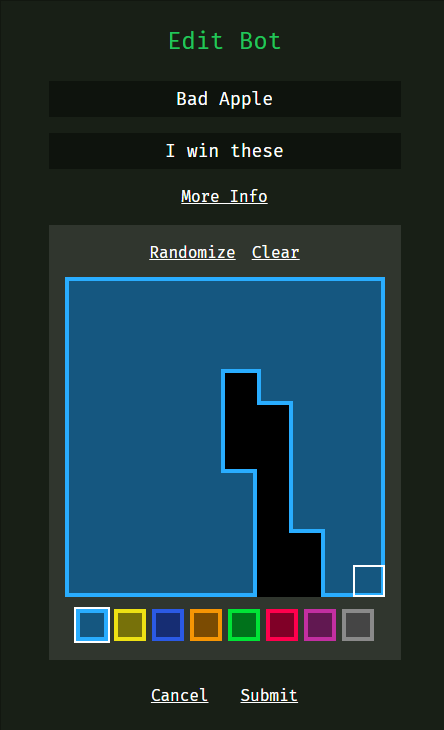 Edit Bot
Bad Apple
I win these
More Info
Randomize Clear
Cancel Submit